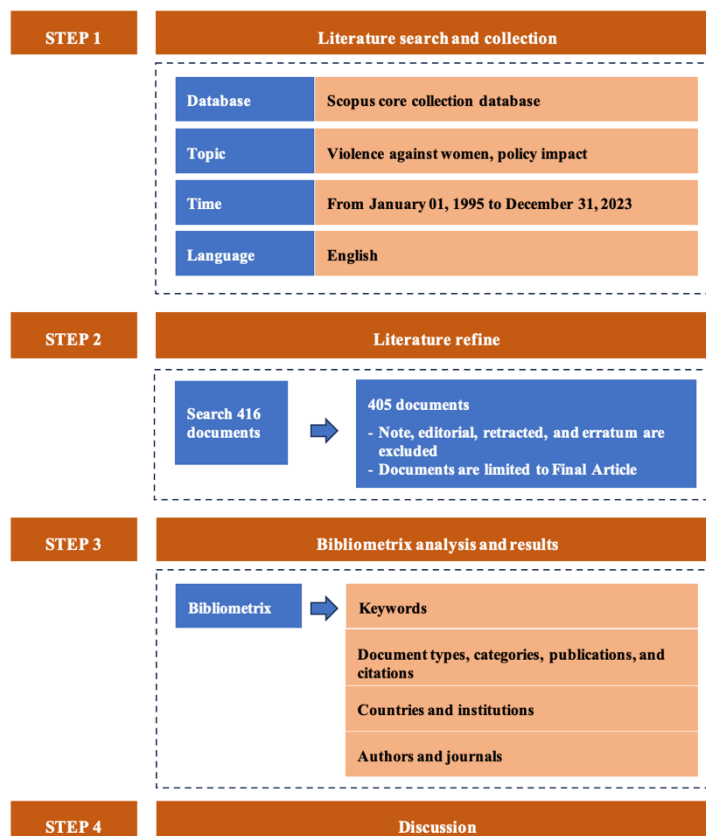 STEP 1
Literature search and collection
Database
Scopus core collection database
Topic
Violence against women, policy impact
Time
From January 01, 1995 to December 31, 2023
Language
English
STEP 2
Literature refine
Search 416
documents
405 documents
- Note, editorial, retracted, and erratum are
excluded
- Documents are limited to Final Article
STEP 3
Bibliometrix analysis and results
Bibliometrix
Keywords
Document types, categories, publications, and
citations
Countries and institutions
Authors and journals
STEP 4
Discussion